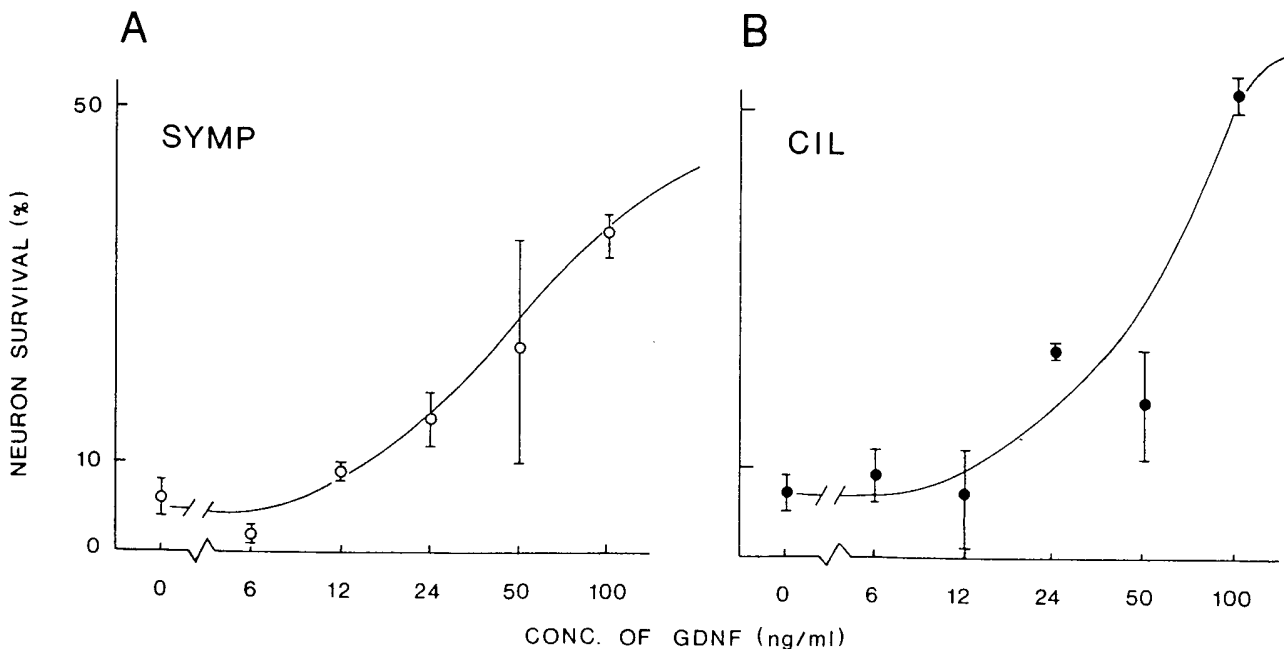 A
B
50
SYMP
CIL
NEURON SURVIVAL (%)
10
0
0 6 12 24 50 100
0 6 12 24 50 100
CONC. OF GDNF (ng/ml)